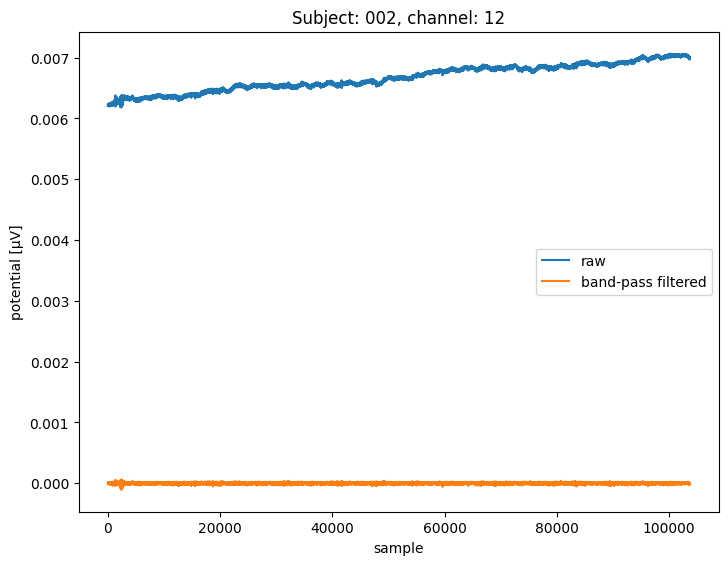 Subject: 002, channel: 12
0.007
0.006
0.005
0.004
0.003
0.002
0.001
0.000
potential [µV]
raw
band-pass filtered
0 20000 40000 60000 80000 100000
sample